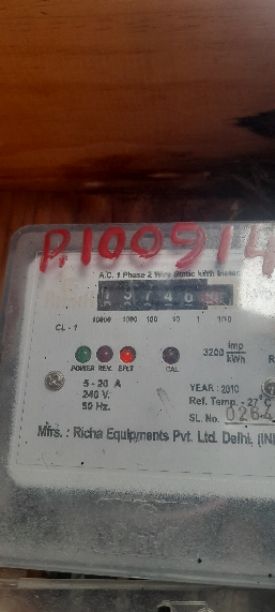 P.100914
A.C. 1 Phase 2 Wire Static kWh Meter
10000 1000 100 10 1 1/10
CL - 1
3200 imp/kWh
POWER REV. EPLT CAL
5 - 20 A
240 V.
50 Hz.
YEAR : 2010
Ref. Temp. - 27°C
SL. No. 0264
Mfrs. : Richa Equipments Pvt. Ltd. Delhi,